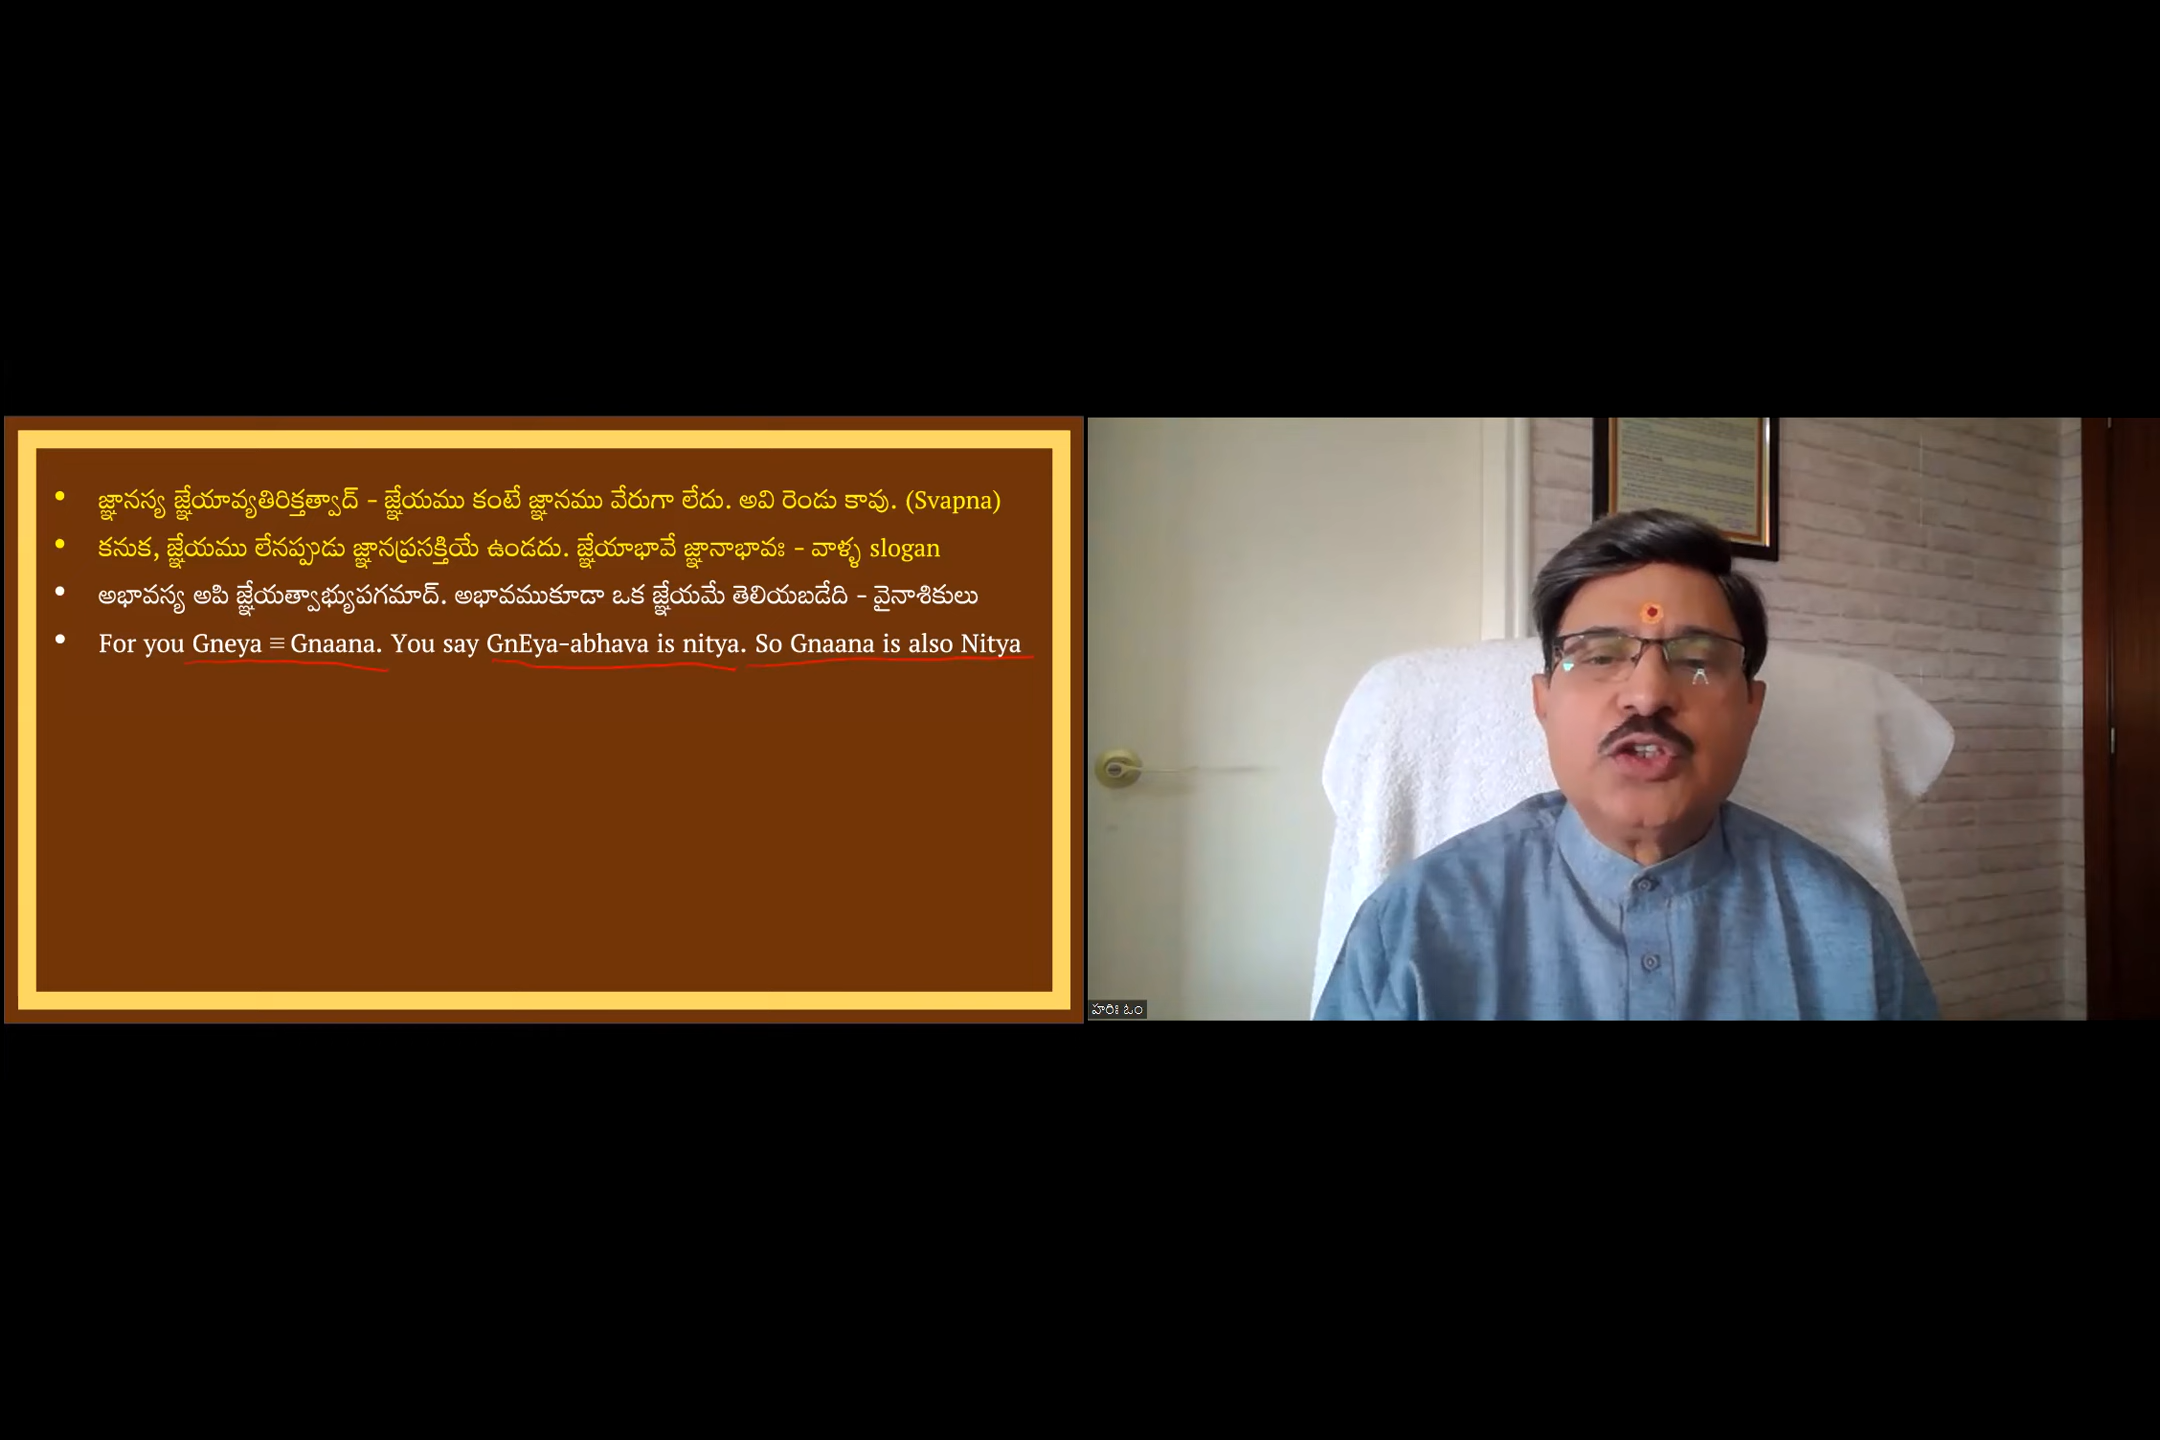 • జ్ఞానస్య జ్ఞేయావ్యతిరిక్తత్వాద్ - జ్ఞేయము కంటే జ్ఞానము వేరుగా లేదు. అవి రెండు కావు. (Svapna)
• కనుక, జ్ఞేయము లేనప్పుడు జ్ఞానప్రసక్తియే ఉండదు. జ్ఞేయాభావే జ్ఞానాభావః - వాళ్ళ slogan
• అభావస్య అపి జ్ఞేయత్వాభ్యుపగమాద్. అభావముకూడా ఒక జ్ఞేయమే తెలియబడేది - వైనాశికులు
• For you Gneya ≡ Gnaana. You say GnEya-abhava is nitya. So Gnaana is also Nitya
హరిః ఓం